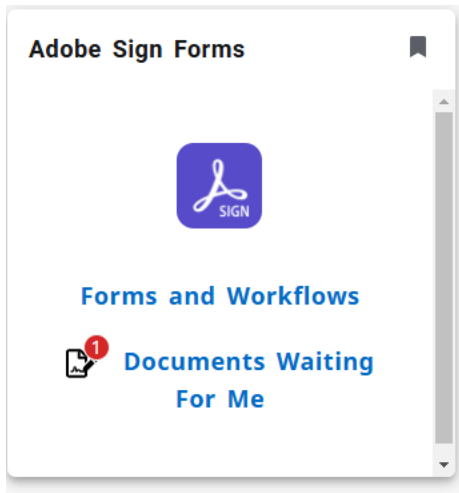 Adobe Sign Forms
SIGN
Forms and Workflows
1
Documents Waiting
For Me